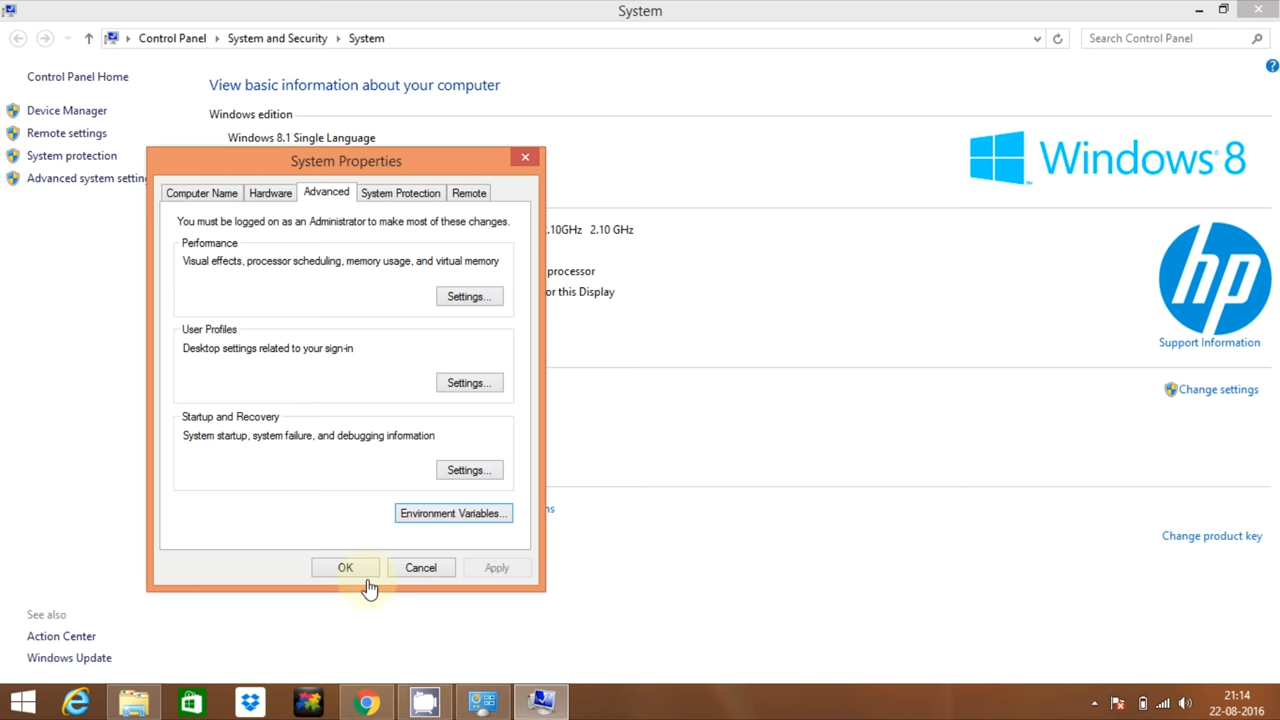 System
Control Panel
System and Security
System
Search Control Panel
Control Panel Home
Device Manager
Remote settings
System protection
Advanced system settin
View basic information about your computer
Windows edition
Windows 8.1 Single Language
Windows 8
System Properties
Computer Name
Hardware
Advanced
System Protection
Remote
You must be logged on as an Administrator to make most of these changes.
Performance
Visual effects, processor scheduling, memory usage, and virtual memory
Settings...
User Profiles
Desktop settings related to your sign-in
Settings...
Startup and Recovery
System startup, system failure, and debugging information
Settings...
Environment Variables...
OK
Cancel
Apply
.10GHz 2.10 GHz
processor
or this Display
hp
Support Information
Change settings
ns
Change product key
See also
Action Center
Windows Update
21:14
22-08-2016